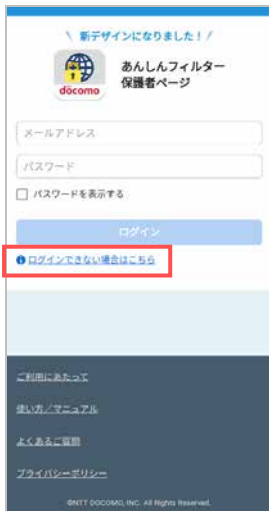 \ 新デザインになりました！ /
döcomo
あんしんフィルター
保護者ページ
メールアドレス
パスワード
パスワードを表示する
ログイン
ログインできない場合はこちら
ご利用にあたって
使い方／マニュアル
よくあるご質問
プライバシーポリシー
©NTT DOCOMO, INC. All Rights Reserved.